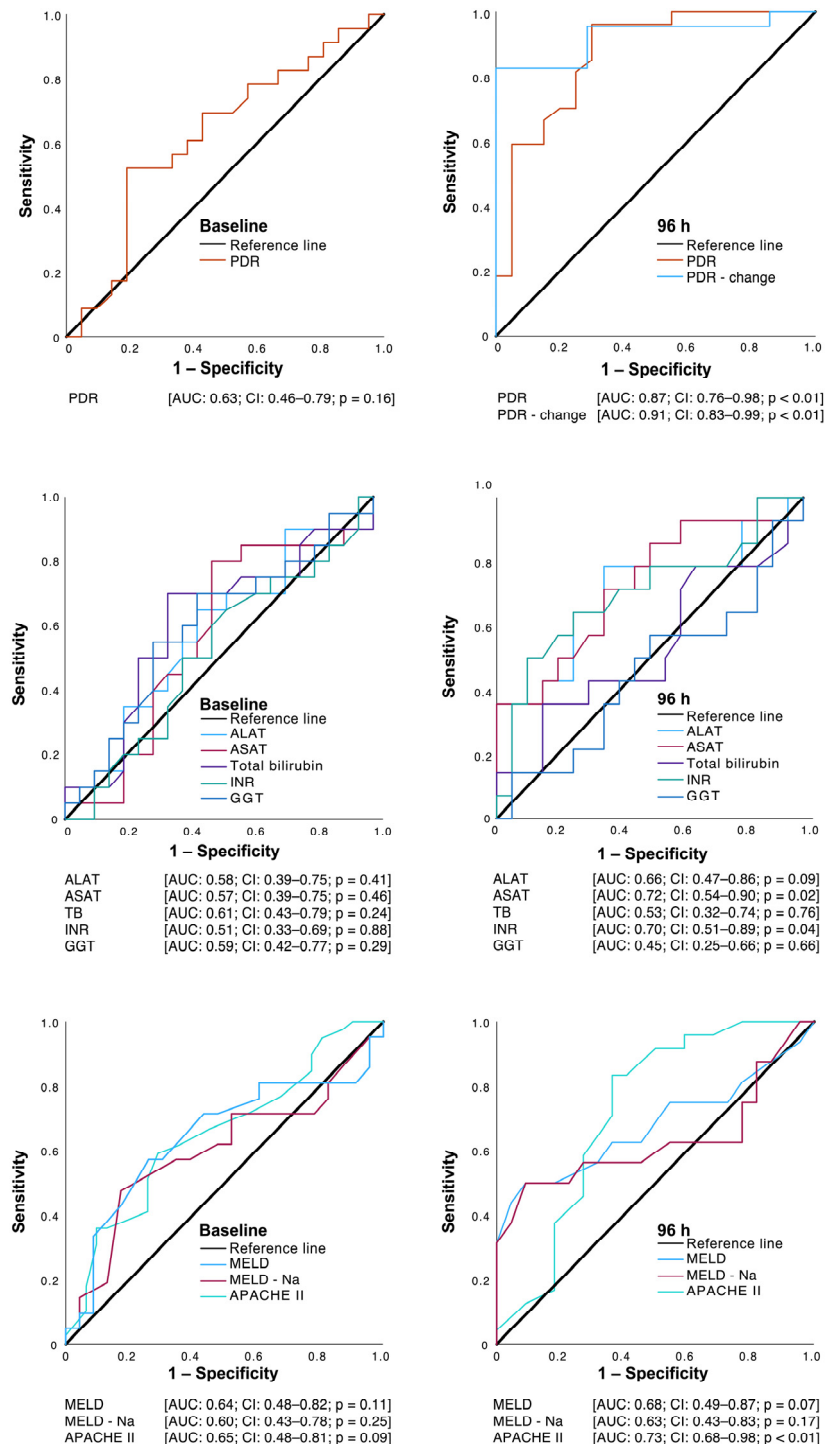 1.0
0.8
0.6
0.4
0.2
0
Sensitivity
Baseline
Reference line
PDR
0
0.2
0.4
0.6
0.8
1.0
1 – Specificity
PDR [AUC: 0.63; CI: 0.46–0.79; p = 0.16]
1.0
0.8
0.6
0.4
0.2
0
Sensitivity
96 h
Reference line
PDR
PDR - change
0
0.2
0.4
0.6
0.8
1.0
1 – Specificity
PDR [AUC: 0.87; CI: 0.76–0.98; p < 0.01]
PDR - change [AUC: 0.91; CI: 0.83–0.99; p < 0.01]
1.0
0.8
0.6
0.4
0.2
0
Sensitivity
Baseline
Reference line
ALAT
ASAT
Total bilirubin
INR
GGT
0
0.2
0.4
0.6
0.8
1.0
1 – Specificity
ALAT [AUC: 0.58; CI: 0.39–0.75; p = 0.41]
ASAT [AUC: 0.57; CI: 0.39–0.75; p = 0.46]
TB [AUC: 0.61; CI: 0.43–0.79; p = 0.24]
INR [AUC: 0.51; CI: 0.33–0.69; p = 0.88]
GGT [AUC: 0.59; CI: 0.42–0.77; p = 0.29]
1.0
0.8
0.6
0.4
0.2
0
Sensitivity
96 h
Reference line
ALAT
ASAT
Total bilirubin
INR
GGT
0
0.2
0.4
0.6
0.8
1.0
1 – Specificity
ALAT [AUC: 0.66; CI: 0.47–0.86; p = 0.09]
ASAT [AUC: 0.72; CI: 0.54–0.90; p = 0.02]
TB [AUC: 0.53; CI: 0.32–0.74; p = 0.76]
INR [AUC: 0.70; CI: 0.51–0.89; p = 0.04]
GGT [AUC: 0.45; CI: 0.25–0.66; p = 0.66]
1.0
0.8
0.6
0.4
0.2
0
Sensitivity
Baseline
Reference line
MELD
MELD - Na
APACHE II
0
0.2
0.4
0.6
0.8
1.0
1 – Specificity
MELD [AUC: 0.64; CI: 0.48–0.82; p = 0.11]
MELD - Na [AUC: 0.60; CI: 0.43–0.78; p = 0.25]
APACHE II [AUC: 0.65; CI: 0.48–0.81; p = 0.09]
1.0
0.8
0.6
0.4
0.2
0
Sensitivity
96 h
Reference line
MELD
MELD - Na
APACHE II
0
0.2
0.4
0.6
0.8
1.0
1 – Specificity
MELD [AUC: 0.68; CI: 0.49–0.87; p = 0.07]
MELD - Na [AUC: 0.63; CI: 0.43–0.83; p = 0.17]
APACHE II [AUC: 0.73; CI: 0.68–0.98; p < 0.01]